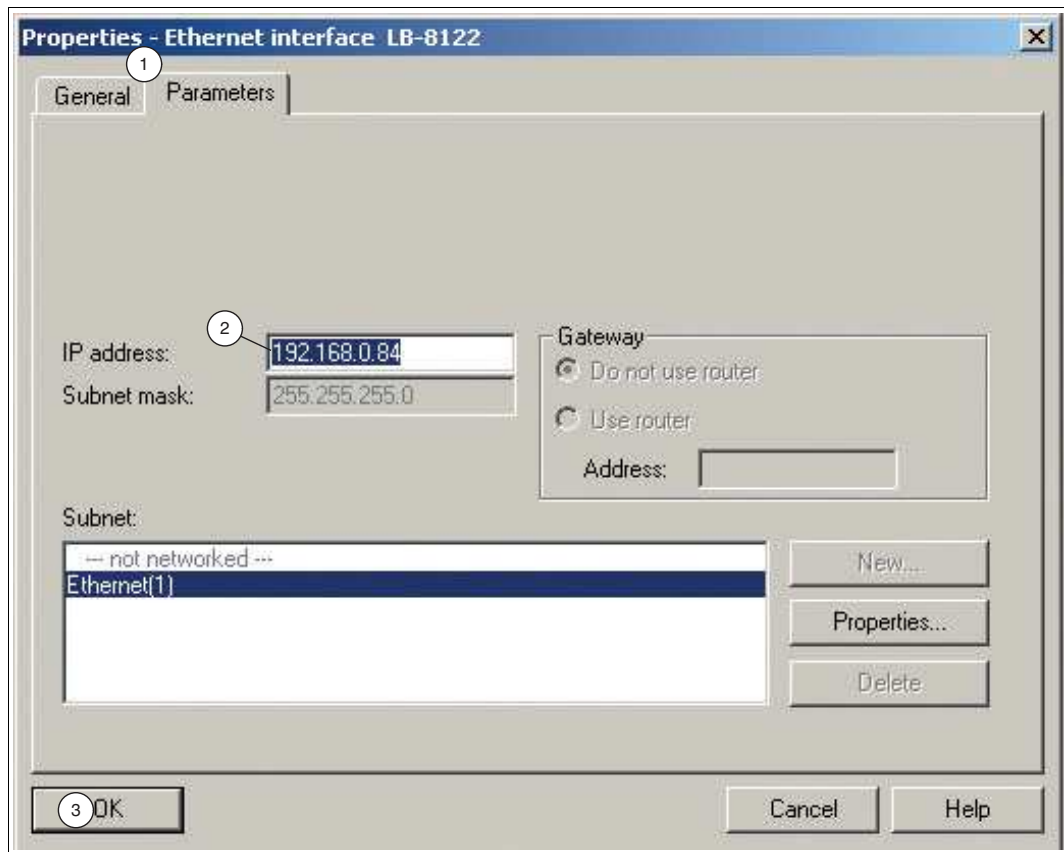 Properties - Ethernet interface LB-8122
1
General Parameters
2
IP address: 192.168.0.84
Subnet mask: 255.255.255.0
Gateway
Do not use router
Use router
Address:
Subnet:
--- not networked ---
Ethernet(1)
New...
Properties...
Delete
3 OK
Cancel
Help